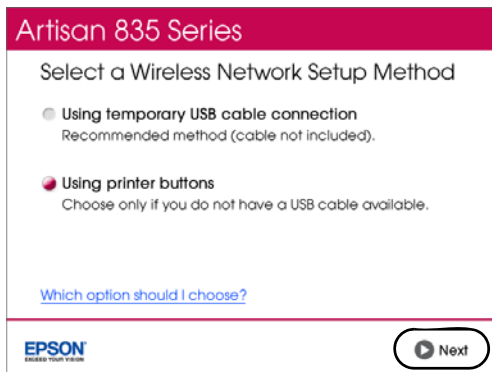 Artisan 835 Series
Select a Wireless Network Setup Method
Using temporary USB cable connection
Recommended method (cable not included).
Using printer buttons
Choose only if you do not have a USB cable available.
Which option should I choose?
EPSON
EXCEED YOUR VISION
Next